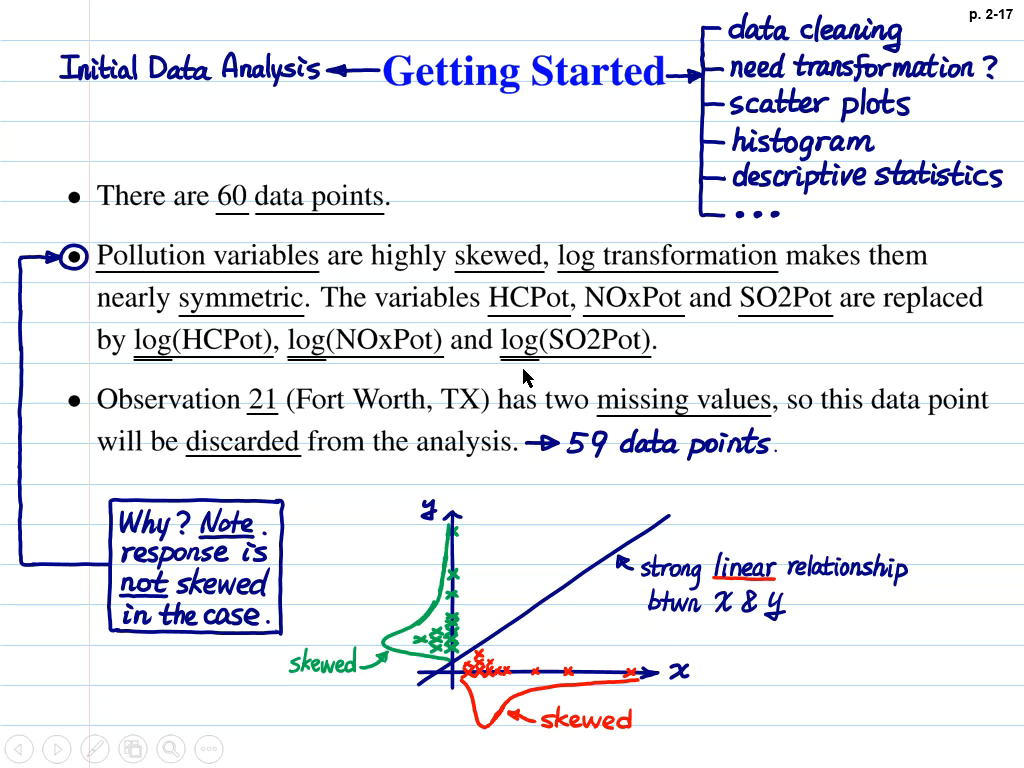 p. 2-17
Initial Data Analysis
Getting Started
data cleaning
need transformation ?
scatter plots
histogram
descriptive statistics
...
• There are 60 data points.
• Pollution variables are highly skewed, log transformation makes them
nearly symmetric. The variables HCPot, NOxPot and SO2Pot are replaced
by log(HCPot), log(NOxPot) and log(SO2Pot).
• Observation 21 (Fort Worth, TX) has two missing values, so this data point
will be discarded from the analysis. → 59 data points.
Why? Note.
response is
not skewed
in the case.
y
strong linear relationship
btwn x & y
skewed
x
skewed